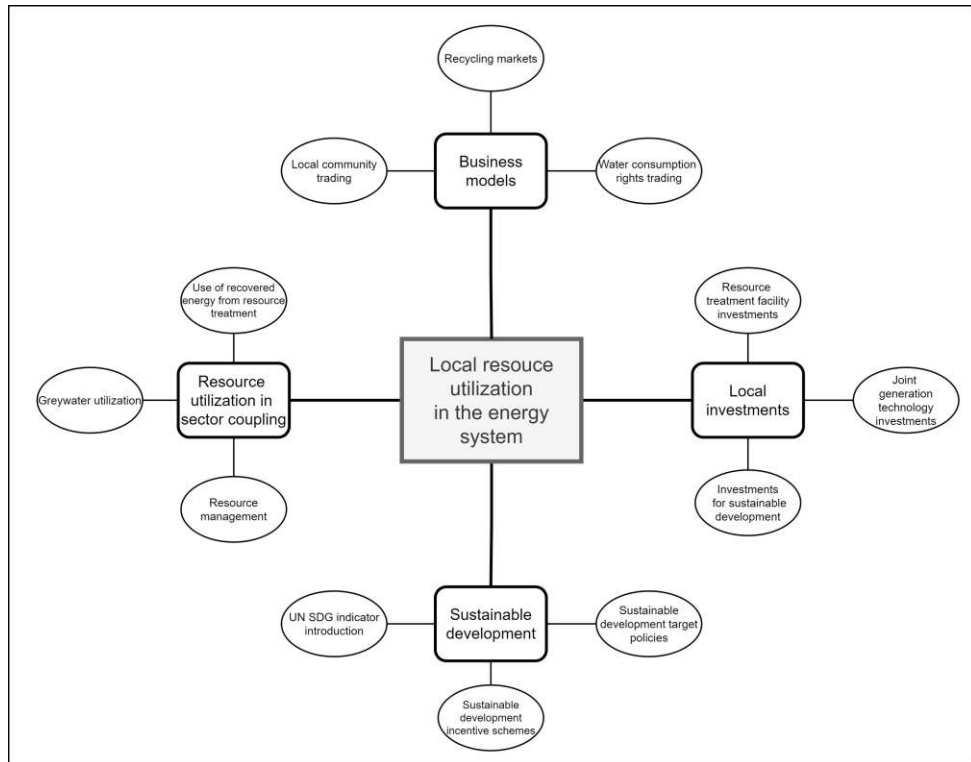 Recycling markets
Local community
trading
Business
models
Water consumption
rights trading
Use of recovered
energy from resource
treatment
Resource
treatment facility
investments
Greywater utilization
Resource
utilization in
sector coupling
Local resouce
utilization
in the energy
system
Local
investments
Joint
generation
technology
investments
Resource
management
Investments
for sustainable
development
UN SDG indicator
introduction
Sustainable
development
Sustainable
development target
policies
Sustainable
development
incentive schemes